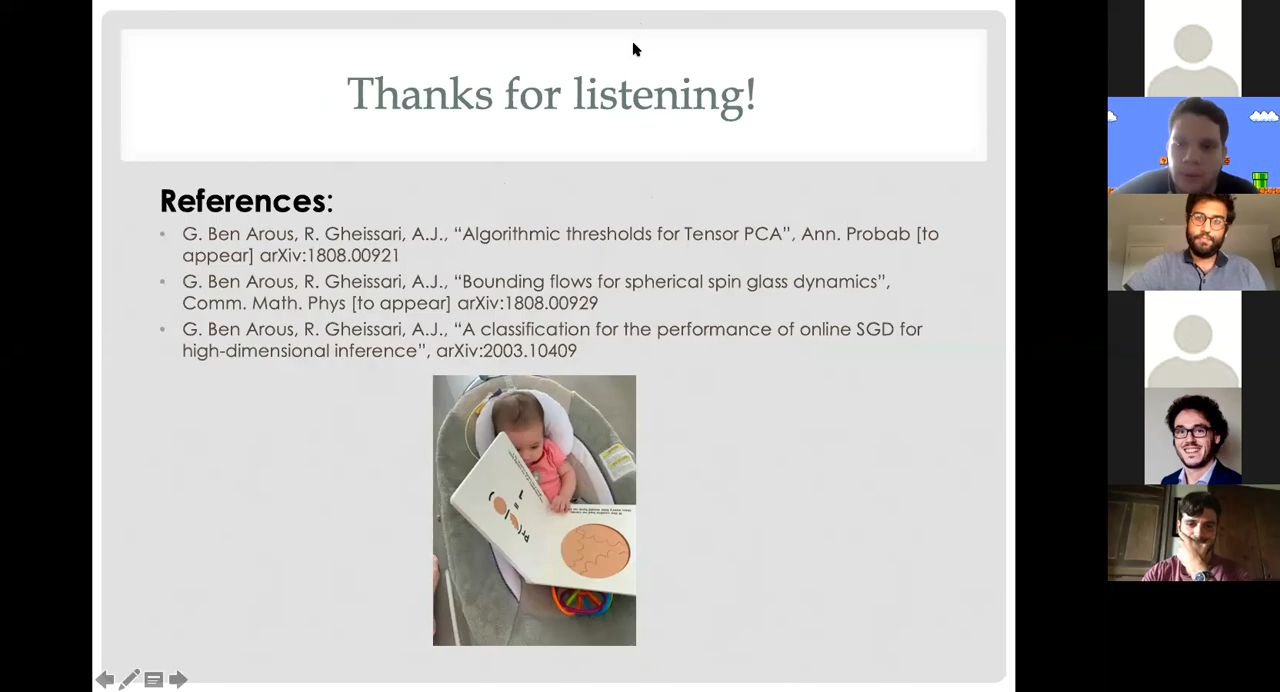 Thanks for listening!
References:
• G. Ben Arous, R. Gheissari, A.J., “Algorithmic thresholds for Tensor PCA”, Ann. Probab [to
appear] arXiv:1808.00921
• G. Ben Arous, R. Gheissari, A.J., “Bounding flows for spherical spin glass dynamics”,
Comm. Math. Phys [to appear] arXiv:1808.00929
• G. Ben Arous, R. Gheissari, A.J., “A classification for the performance of online SGD for
high-dimensional inference”, arXiv:2003.10409